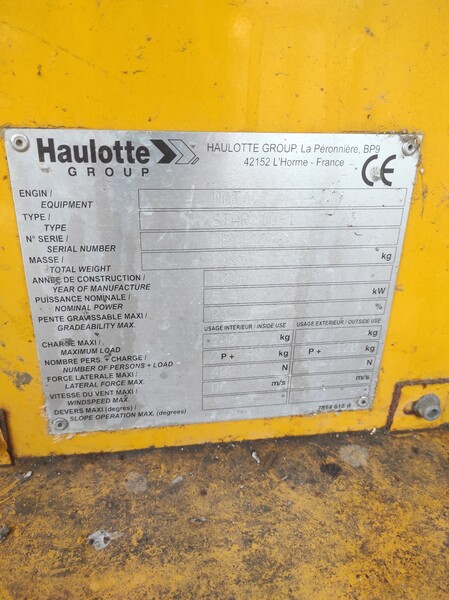 Haulotte
GROUP
HAULOTTE GROUP, La Péronnière, BP9
42152 L'Horme - France
CE
ENGIN /
EQUIPMENT
TYPE /
TYPE
N° SERIE /
SERIAL NUMBER
MASSE /
TOTAL WEIGHT
kg
ANNEE DE CONSTRUCTION /
YEAR OF MANUFACTURE
PUISSANCE NOMINALE /
NOMINAL POWER
kW
PENTE GRAVISSABLE MAXI /
GRADEABILITY MAX.
%
USAGE INTERIEUR / INSIDE USE
USAGE EXTERIEUR / OUTSIDE USE
CHARGE MAXI /
MAXIMUM LOAD
kg
kg
NOMBRE PERS. + CHARGE /
NUMBER OF PERSONS + LOAD
P + kg
P + kg
FORCE LATERALE MAXI /
LATERAL FORCE MAX.
N
N
VITESSE DU VENT MAXI /
WINDSPEED MAX.
m/s
m/s
DEVERS MAXI (degres) /
SLOPE OPERATION MAX. (degrees)